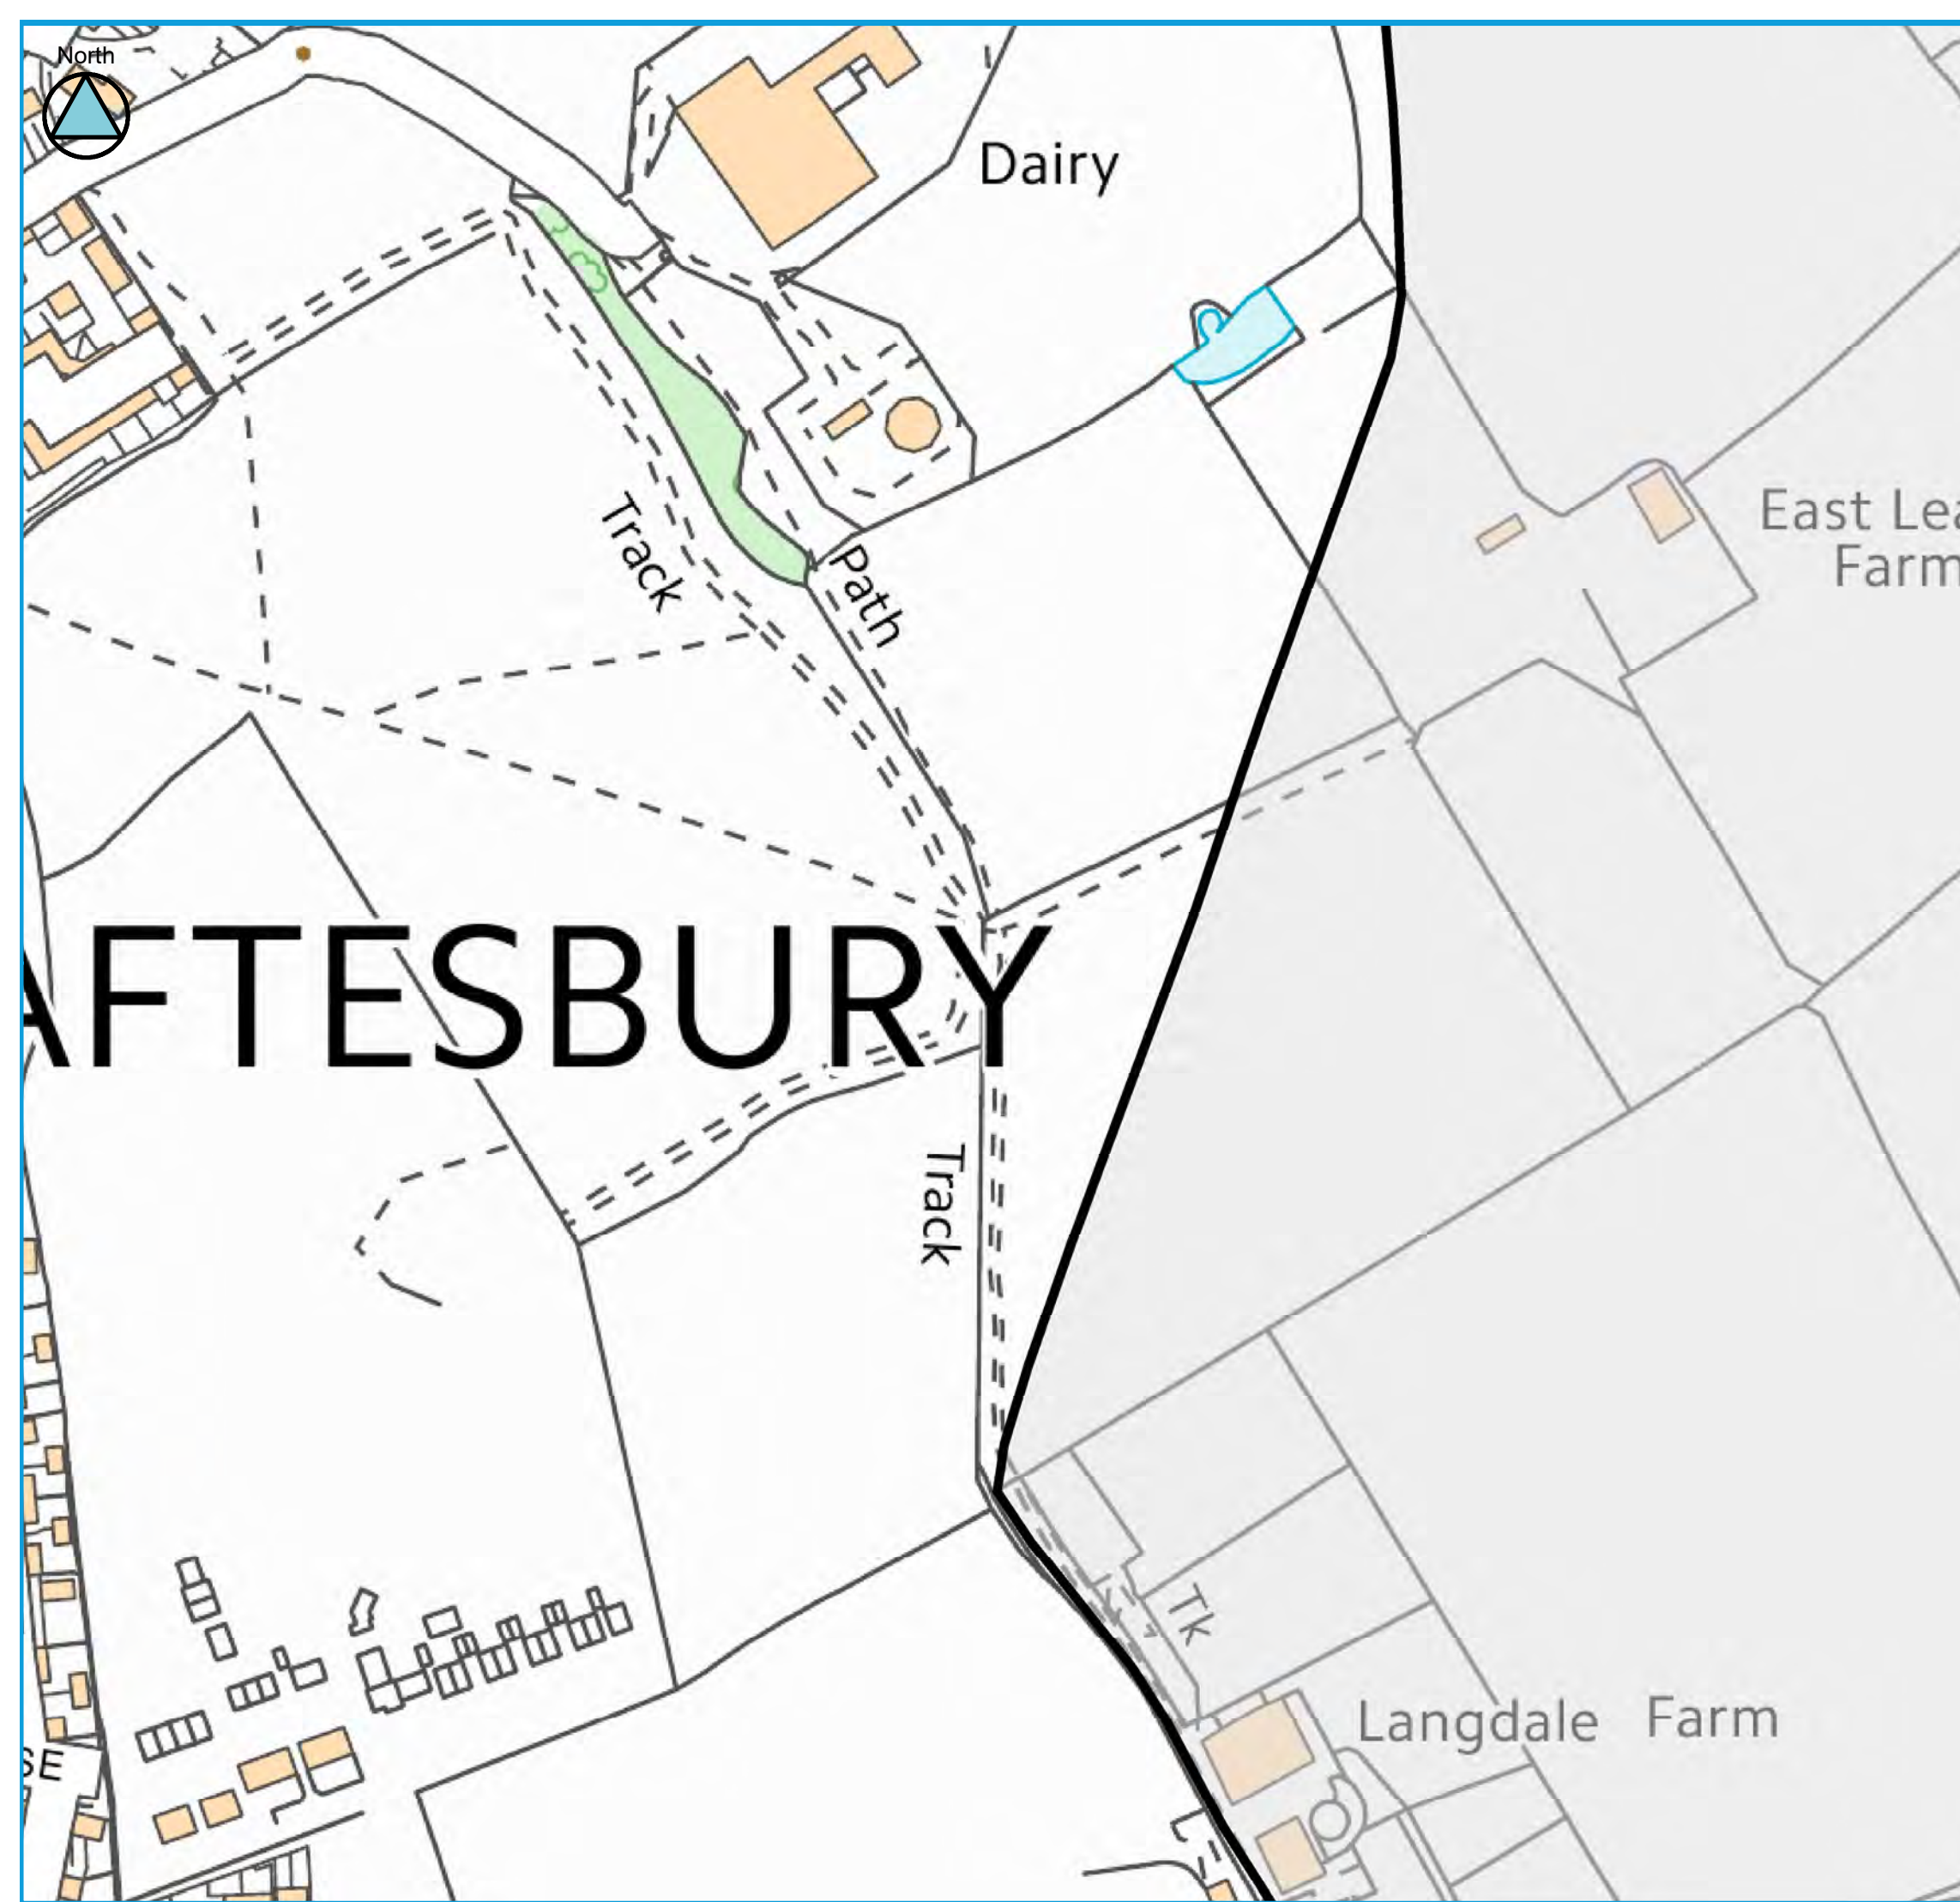 North
Dairy
East Lea
Farm
Track
Path
AFTESBURY
Track
Tk
Langdale Farm
SE